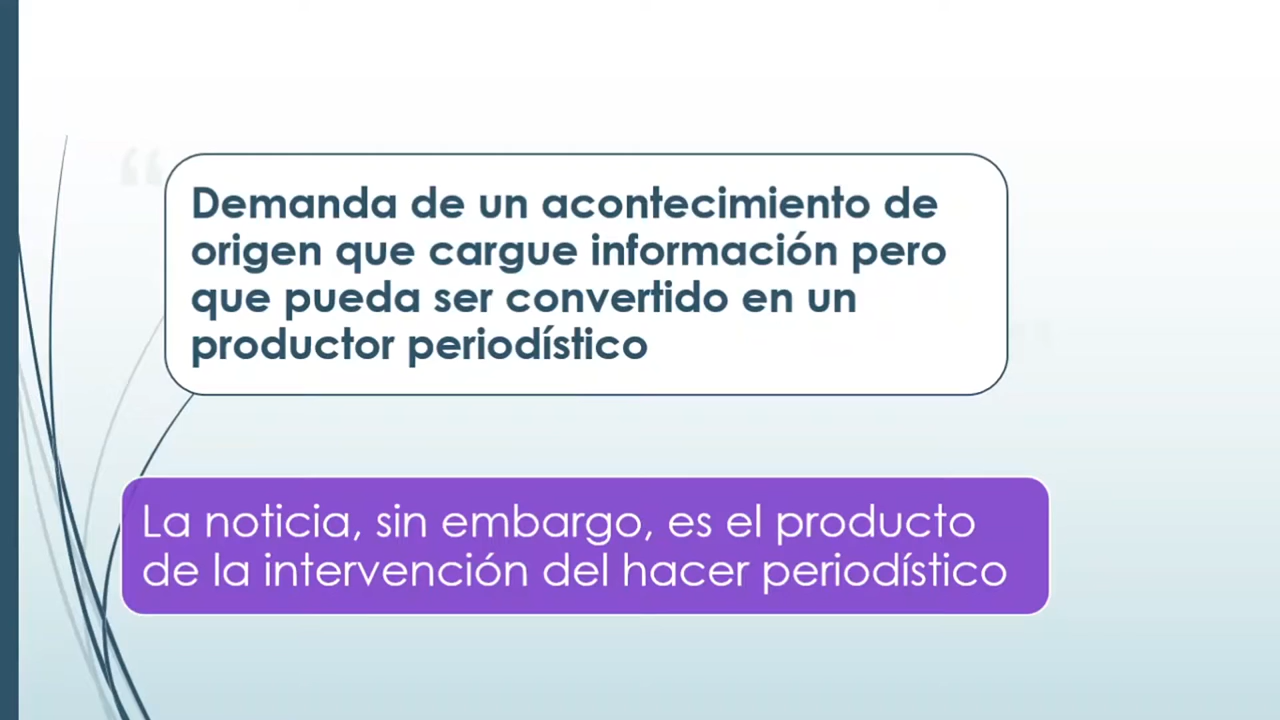 Demanda de un acontecimiento de
origen que cargue información pero
que pueda ser convertido en un
productor periodístico
La noticia, sin embargo, es el producto
de la intervención del hacer periodístico